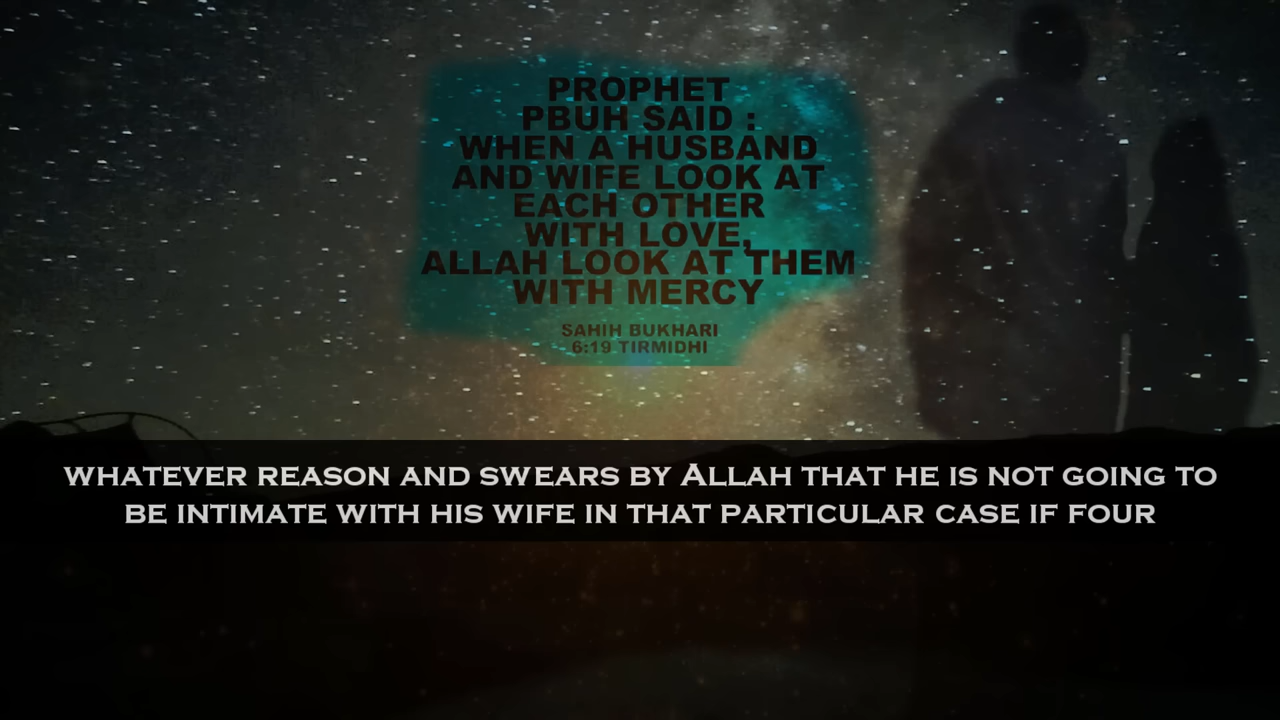 PROPHET
PBUH SAID :
WHEN A HUSBAND
AND WIFE LOOK AT
EACH OTHER
WITH LOVE,
ALLAH LOOK AT THEM
WITH MERCY
SAHIH BUKHARI
6:19 TIRMIDHI
WHATEVER REASON AND SWEARS BY ALLAH THAT HE IS NOT GOING TO
BE INTIMATE WITH HIS WIFE IN THAT PARTICULAR CASE IF FOUR